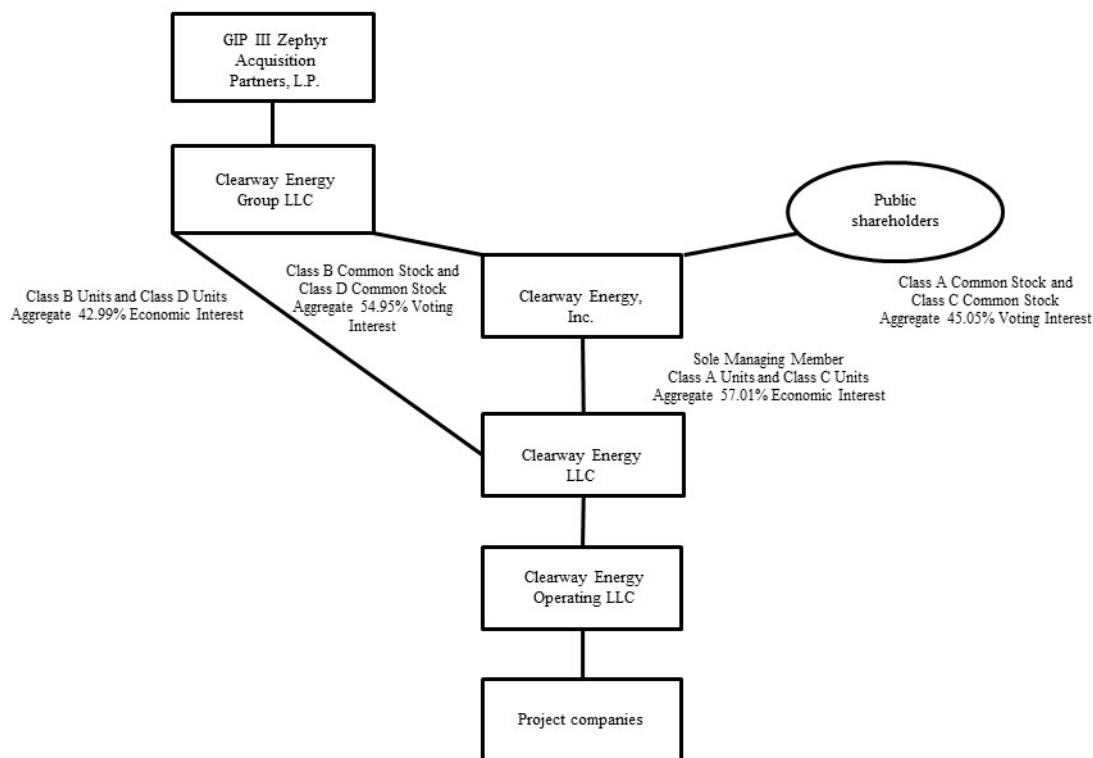 GIP III Zephyr
Acquisition
Partners, L.P.
Clearway Energy
Group LLC
Public
shareholders
Class B Units and Class D Units
Aggregate 42.99% Economic Interest
Class B Common Stock and
Class D Common Stock
Aggregate 54.95% Voting
Interest
Clearway Energy,
Inc.
Class A Common Stock and
Class C Common Stock
Aggregate 45.05% Voting Interest
Sole Managing Member
Class A Units and Class C Units
Aggregate 57.01% Economic Interest
Clearway Energy
LLC
Clearway Energy
Operating LLC
Project companies